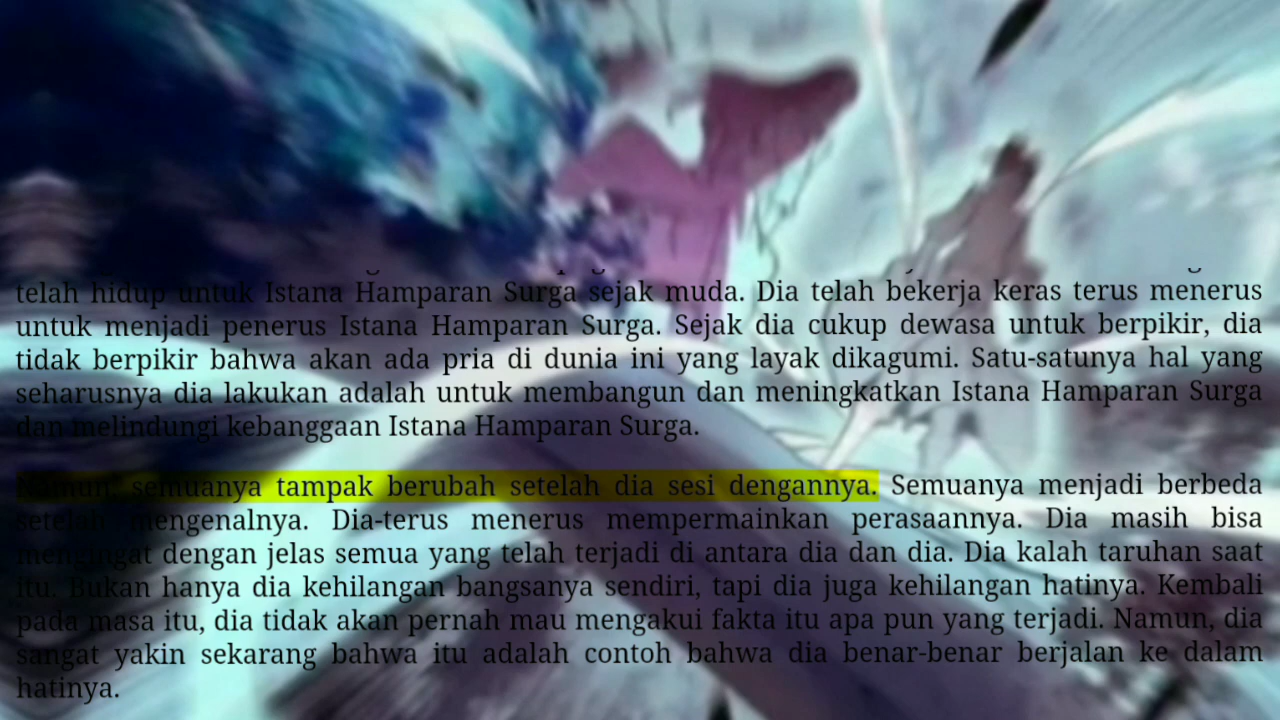 telah hidup untuk Istana Hamparan Surga sejak muda. Dia telah bekerja keras terus menerus
untuk menjadi penerus Istana Hamparan Surga. Sejak dia cukup dewasa untuk berpikir, dia
tidak berpikir bahwa akan ada pria di dunia ini yang layak dikagumi. Satu-satunya hal yang
seharusnya dia lakukan adalah untuk membangun dan meningkatkan Istana Hamparan Surga
dan melindungi kebanggaan Istana Hamparan Surga.
Namun, semuanya tampak berubah setelah dia sesi dengannya. Semuanya menjadi berbeda
setelah mengenalnya. Dia-terus menerus mempermainkan perasaannya. Dia masih bisa
mengingat dengan jelas semua yang telah terjadi di antara dia dan dia. Dia kalah taruhan saat
itu. Bukan hanya dia kehilangan bangsanya sendiri, tapi dia juga kehilangan hatinya. Kembali
pada masa itu, dia tidak akan pernah mau mengakui fakta itu apa pun yang terjadi. Namun, dia
sangat yakin sekarang bahwa itu adalah contoh bahwa dia benar-benar berjalan ke dalam
hatinya.